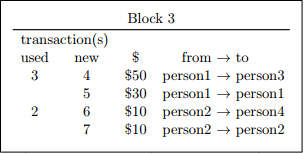 Block 3
transaction(s)
used new $ from → to
3 4 $50 person1 → person3
5 $30 person1 → person1
2 6 $10 person2 → person4
7 $10 person2 → person2